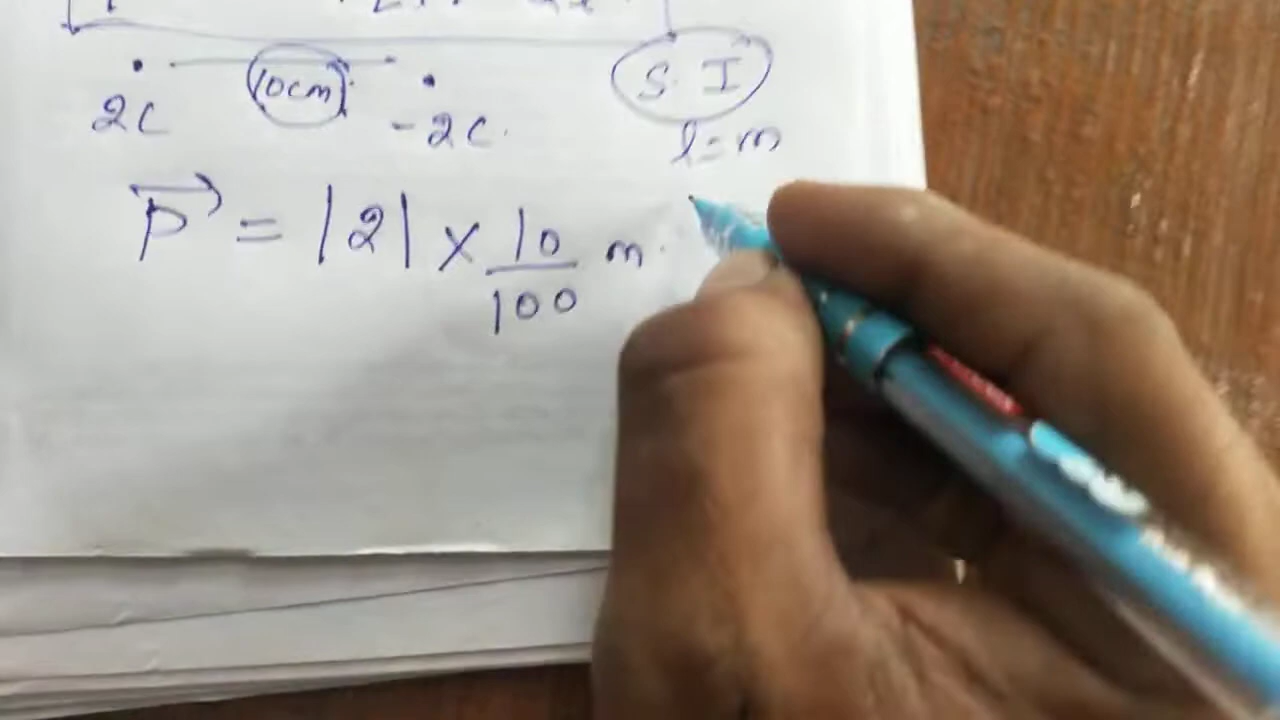 10cm
S. I
2C
-2C.
l = m
P = |2| × 10/100 m.